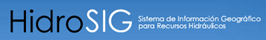 HidroSIG Sistema de Información Geográfico
para Recursos Hidráulicos